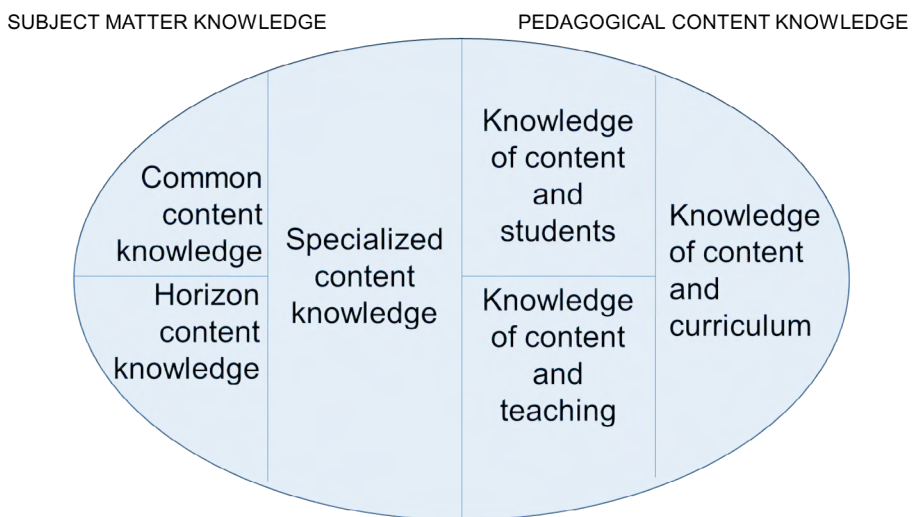 SUBJECT MATTER KNOWLEDGE
PEDAGOGICAL CONTENT KNOWLEDGE
Common
content
knowledge
Horizon
content
knowledge
Specialized
content
knowledge
Knowledge
of content
and
students
Knowledge
of content
and
teaching
Knowledge
of content
and
curriculum